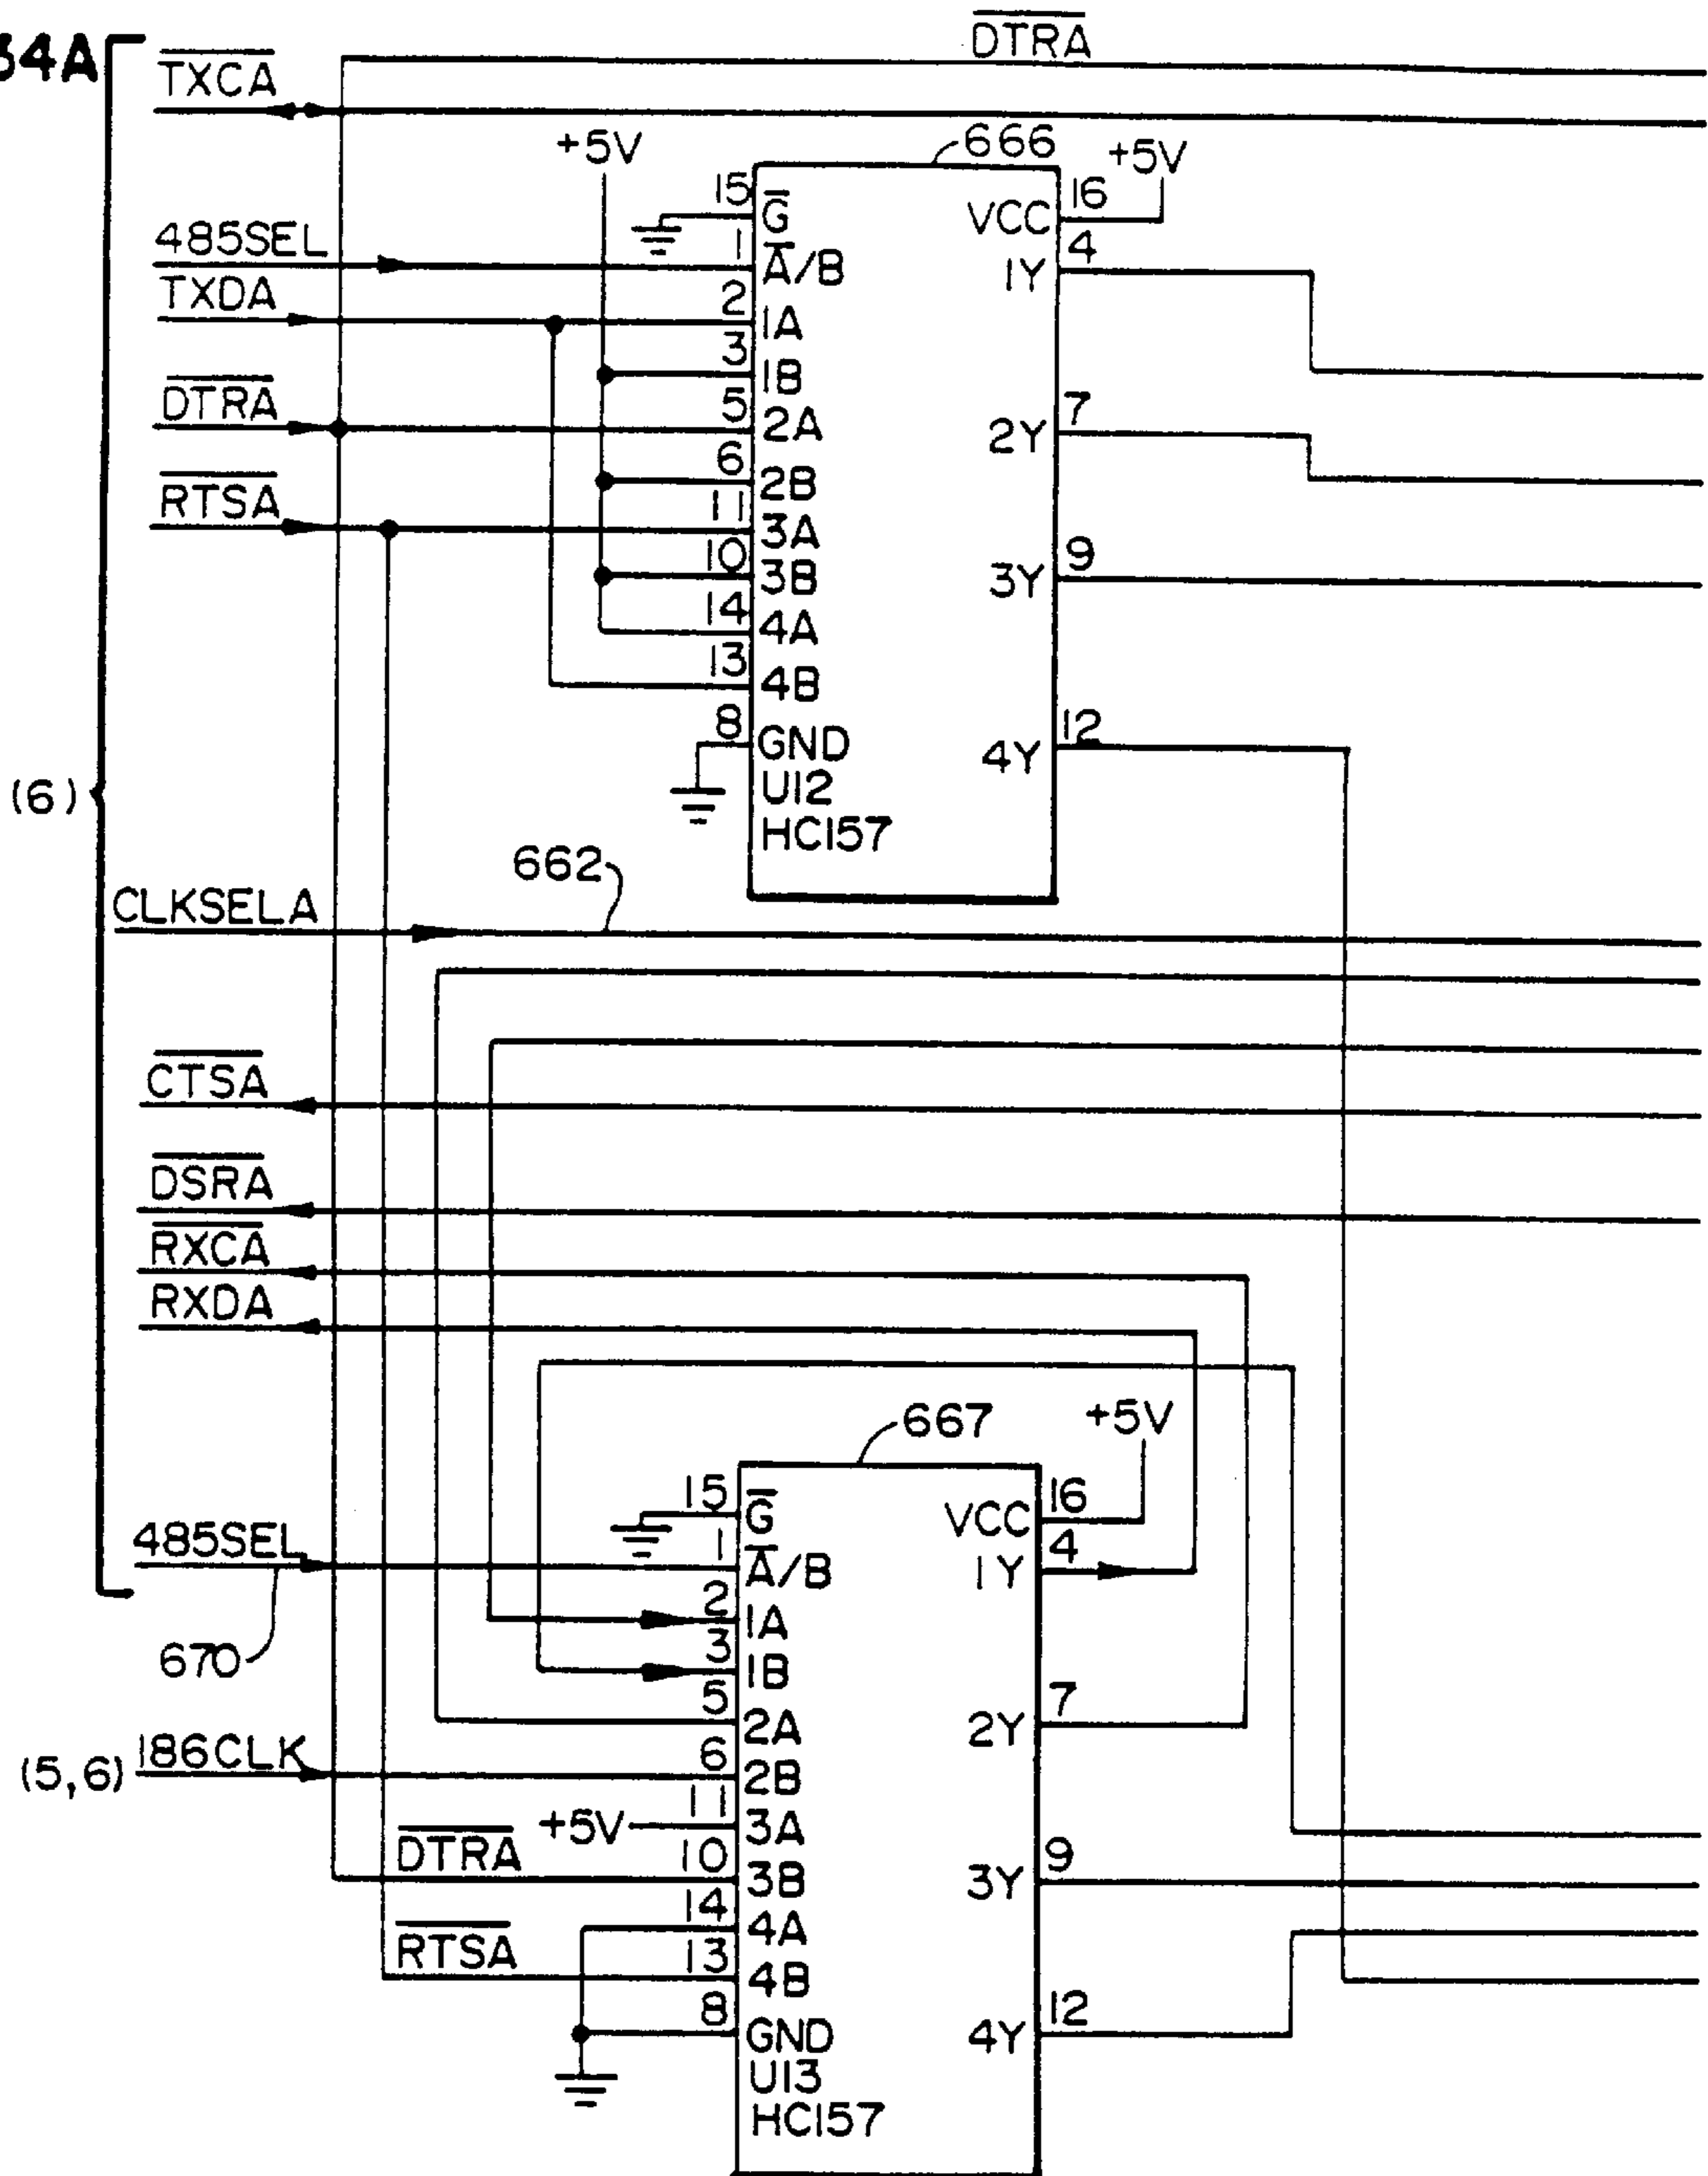 34A
DTRA
TXCA
+5V
666
+5V
15
G
VCC
16
485SEL
1
A/B
4
1Y
TXDA
2
1A
3
1B
DTRA
5
2A
7
2Y
6
2B
RTSA
11
3A
10
3B
9
3Y
14
4A
13
4B
8
GND
12
4Y
U12
HC157
(6)
662
CLKSELA
CTSA
DSRA
RXCA
RXDA
667
+5V
15
G
VCC
16
485SEL
1
A/B
4
1Y
2
1A
670
3
1B
5
2A
7
2Y
(5,6)
186CLK
6
2B
+5V
11
3A
DTRA
10
3B
9
3Y
14
4A
RTSA
13
4B
8
GND
12
4Y
U13
HC157